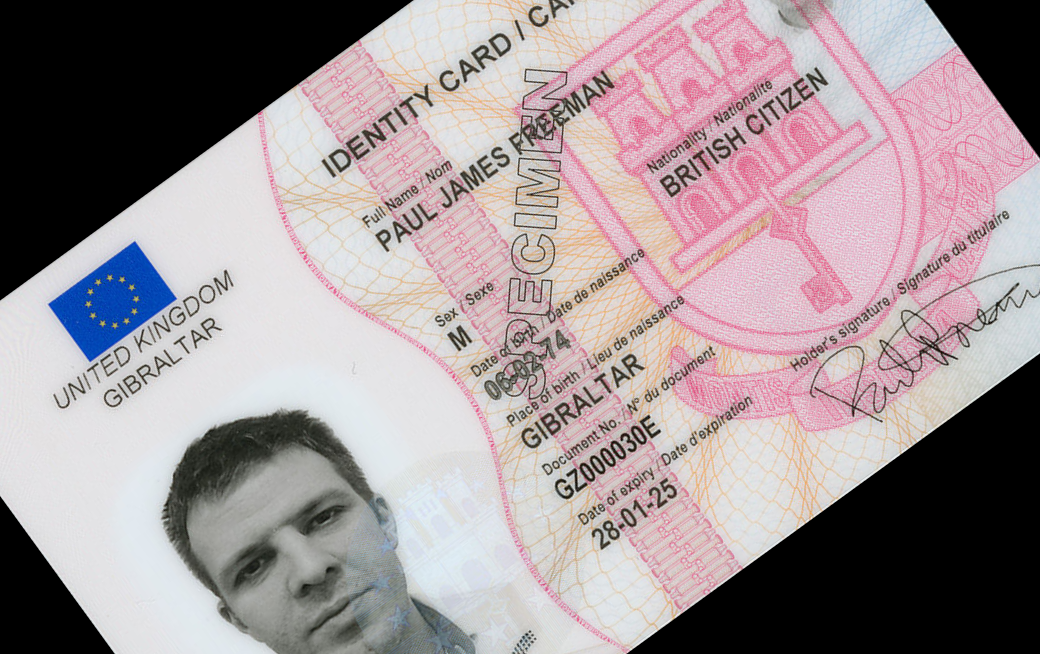 IDENTITY CARD / CA
UNITED KINGDOM
GIBRALTAR
Full Name / Nom
PAUL JAMES FREEMAN
Nationality / Nationalité
BRITISH CITIZEN
Sex / Sexe
M
Date of birth / Date de naissance
06-02-74
Place of birth / Lieu de naissance
GIBRALTAR
Document No. / N° du document
GZ000030E
Date of expiry / Date d'expiration
28-01-25
Holder's signature / Signature du titulaire
SPECIMEN